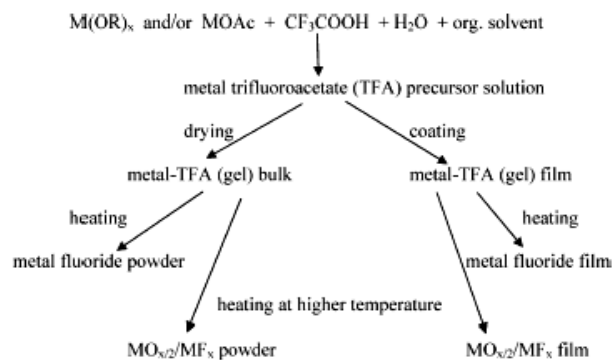 M(OR)ₓ and/or MOAc + CF₃COOH + H₂O + org. solvent
metal trifluoroacetate (TFA) precursor solution
drying coating
metal-TFA (gel) bulk metal-TFA (gel) film
heating heating
metal fluoride powder metal fluoride film
heating at higher temperature
MOₓ/₂/MFₓ powder MOₓ/₂/MFₓ film